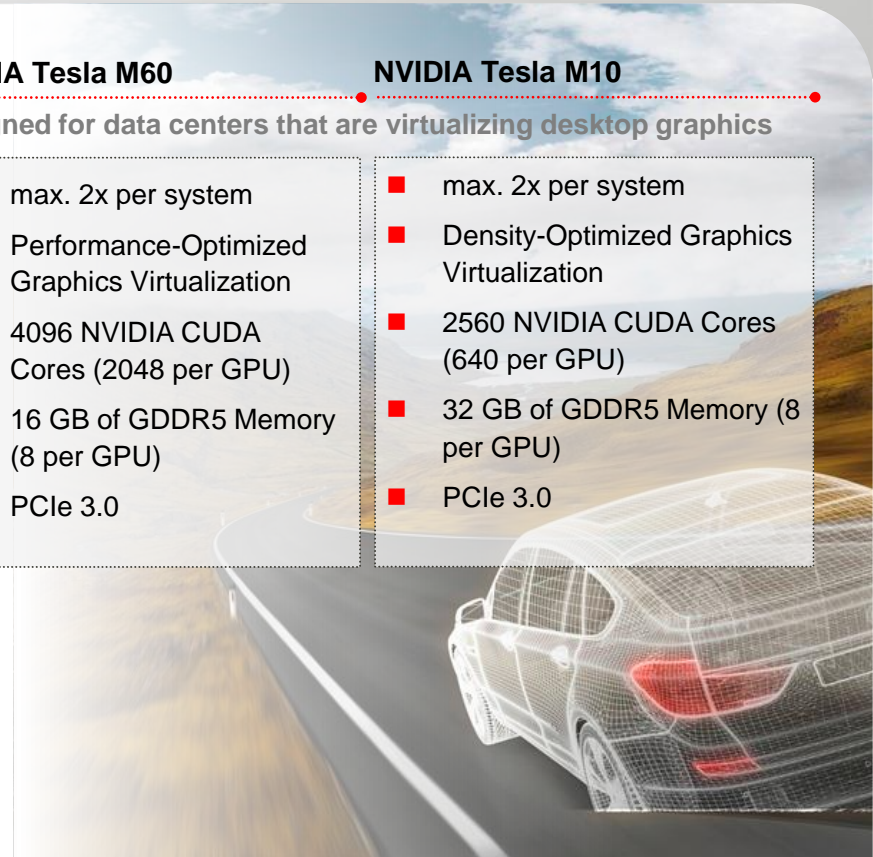 IA Tesla M60
NVIDIA Tesla M10
ned for data centers that are virtualizing desktop graphics
max. 2x per system
Performance-Optimized
Graphics Virtualization
4096 NVIDIA CUDA
Cores (2048 per GPU)
16 GB of GDDR5 Memory
(8 per GPU)
PCIe 3.0
max. 2x per system
Density-Optimized Graphics
Virtualization
2560 NVIDIA CUDA Cores
(640 per GPU)
32 GB of GDDR5 Memory (8
per GPU)
PCIe 3.0